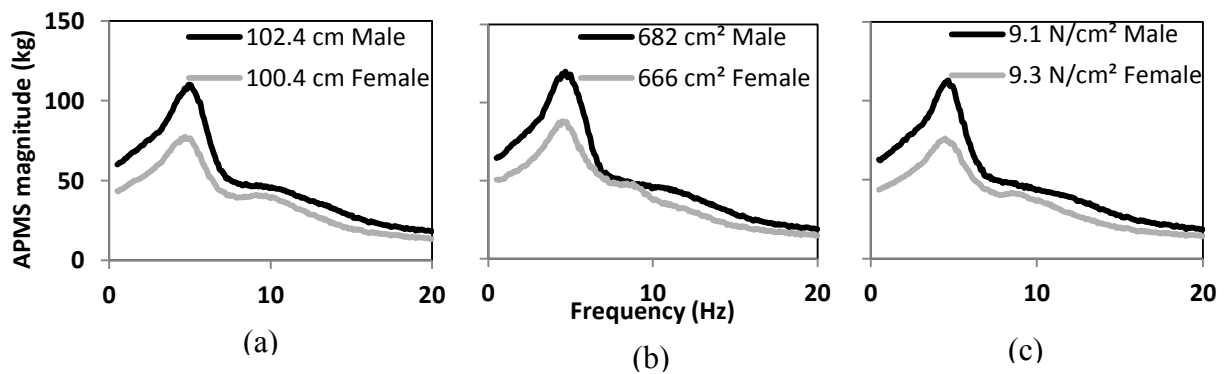 APMS magnitude (kg)
150
100
50
0
102.4 cm Male
100.4 cm Female
0 10 20
(a)
682 cm² Male
666 cm² Female
0 10 20
Frequency (Hz)
(b)
9.1 N/cm² Male
9.3 N/cm² Female
0 10 20
(c)